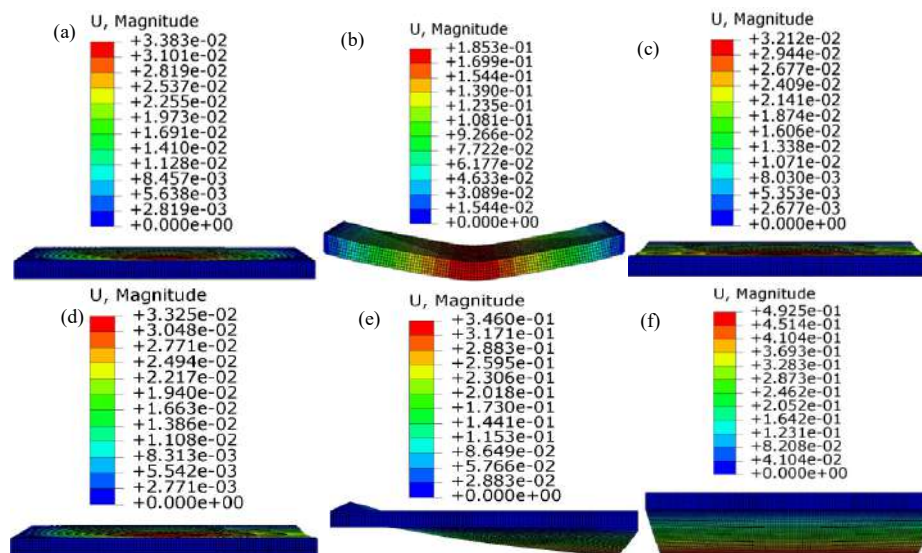 (a)
U, Magnitude
+3.383e-02
+3.101e-02
+2.819e-02
+2.537e-02
+2.255e-02
+1.973e-02
+1.691e-02
+1.410e-02
+1.128e-02
+8.457e-03
+5.638e-03
+2.819e-03
+0.000e+00
(b)
U, Magnitude
+1.853e-01
+1.699e-01
+1.544e-01
+1.390e-01
+1.235e-01
+1.081e-01
+9.266e-02
+7.722e-02
+6.177e-02
+4.633e-02
+3.089e-02
+1.544e-02
+0.000e+00
(c)
U, Magnitude
+3.212e-02
+2.944e-02
+2.677e-02
+2.409e-02
+2.141e-02
+1.874e-02
+1.606e-02
+1.338e-02
+1.071e-02
+8.030e-03
+5.353e-03
+2.677e-03
+0.000e+00
(d)
U, Magnitude
+3.325e-02
+3.048e-02
+2.771e-02
+2.494e-02
+2.217e-02
+1.940e-02
+1.663e-02
+1.386e-02
+1.108e-02
+8.313e-03
+5.542e-03
+2.771e-03
+0.000e+00
(e)
U, Magnitude
+3.460e-01
+3.171e-01
+2.883e-01
+2.595e-01
+2.306e-01
+2.018e-01
+1.730e-01
+1.441e-01
+1.153e-01
+8.649e-02
+5.766e-02
+2.883e-02
+0.000e+00
(f)
U, Magnitude
+4.925e-01
+4.514e-01
+4.104e-01
+3.693e-01
+3.283e-01
+2.873e-01
+2.462e-01
+2.052e-01
+1.642e-01
+1.231e-01
+8.208e-02
+4.104e-02
+0.000e+00